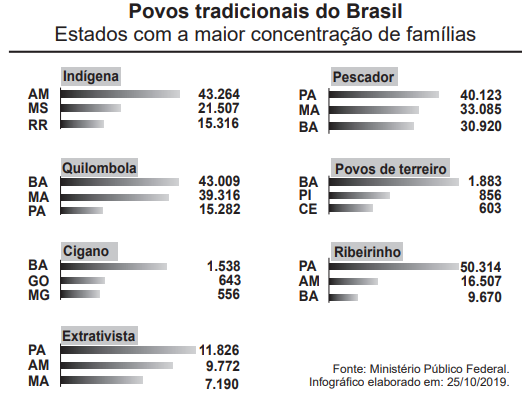 Povos tradicionais do Brasil
Estados com a maior concentração de famílias
Indígena
AM 43.264
MS 21.507
RR 15.316
Quilombola
BA 43.009
MA 39.316
PA 15.282
Cigano
BA 1.538
GO 643
MG 556
Extrativista
PA 11.826
AM 9.772
MA 7.190
Pescador
PA 40.123
MA 33.085
BA 30.920
Povos de terreiro
BA 1.883
PI 856
CE 603
Ribeirinho
PA 50.314
AM 16.507
BA 9.670
Fonte: Ministério Público Federal.
Infográfico elaborado em: 25/10/2019.